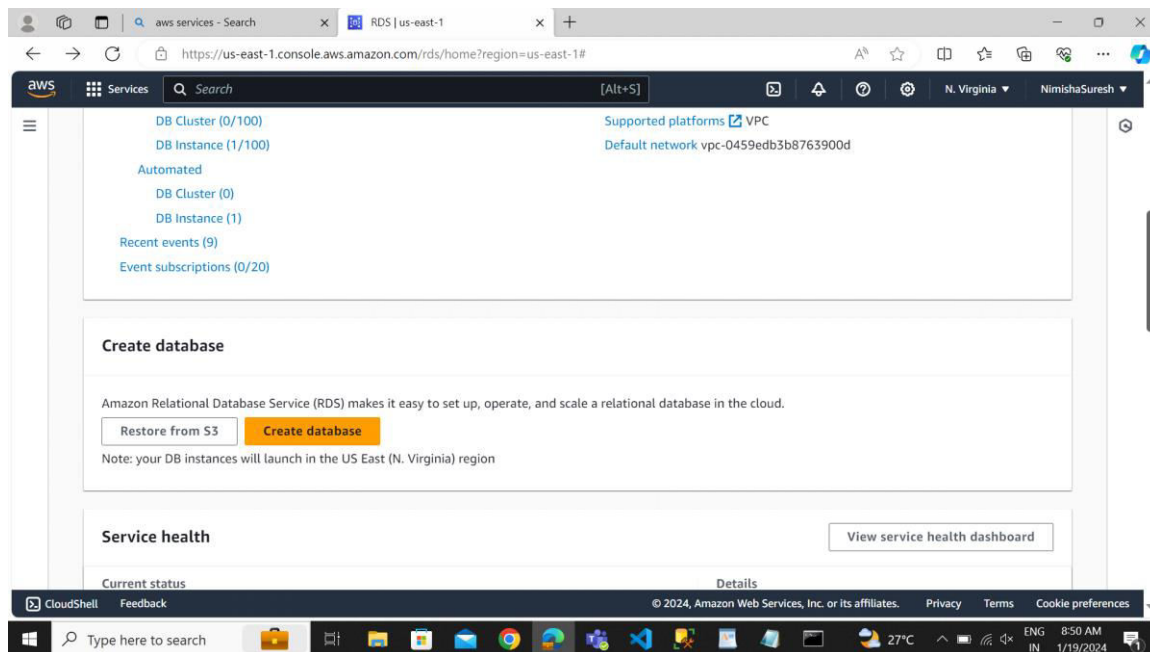 aws services - Search
RDS | us-east-1
https://us-east-1.console.aws.amazon.com/rds/home?region=us-east-1#
aws Services Search [Alt+S] N. Virginia NimishaSuresh
DB Cluster (0/100)
Supported platforms VPC
DB Instance (1/100)
Default network vpc-0459edb3b8763900d
Automated
DB Cluster (0)
DB Instance (1)
Recent events (9)
Event subscriptions (0/20)
Create database
Amazon Relational Database Service (RDS) makes it easy to set up, operate, and scale a relational database in the cloud.
Restore from S3 Create database
Note: your DB instances will launch in the US East (N. Virginia) region
Service health View service health dashboard
Current status Details
CloudShell Feedback © 2024, Amazon Web Services, Inc. or its affiliates. Privacy Terms Cookie preferences
Type here to search 27°C ENG 8:50 AM
IN 1/19/2024